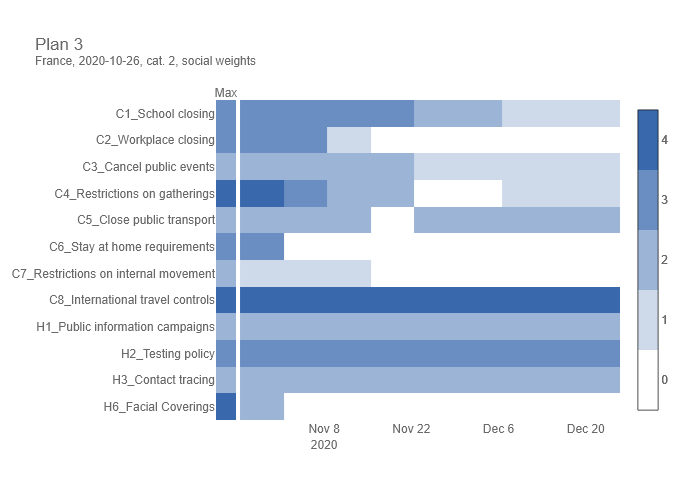 Plan 3
France, 2020-10-26, cat. 2, social weights
Max
C1_School closing
C2_Workplace closing
C3_Cancel public events
C4_Restrictions on gatherings
C5_Close public transport
C6_Stay at home requirements
C7_Restrictions on internal movement
C8_International travel controls
H1_Public information campaigns
H2_Testing policy
H3_Contact tracing
H6_Facial Coverings
Nov 8 Nov 22 Dec 6 Dec 20
2020
4
3
2
1
0